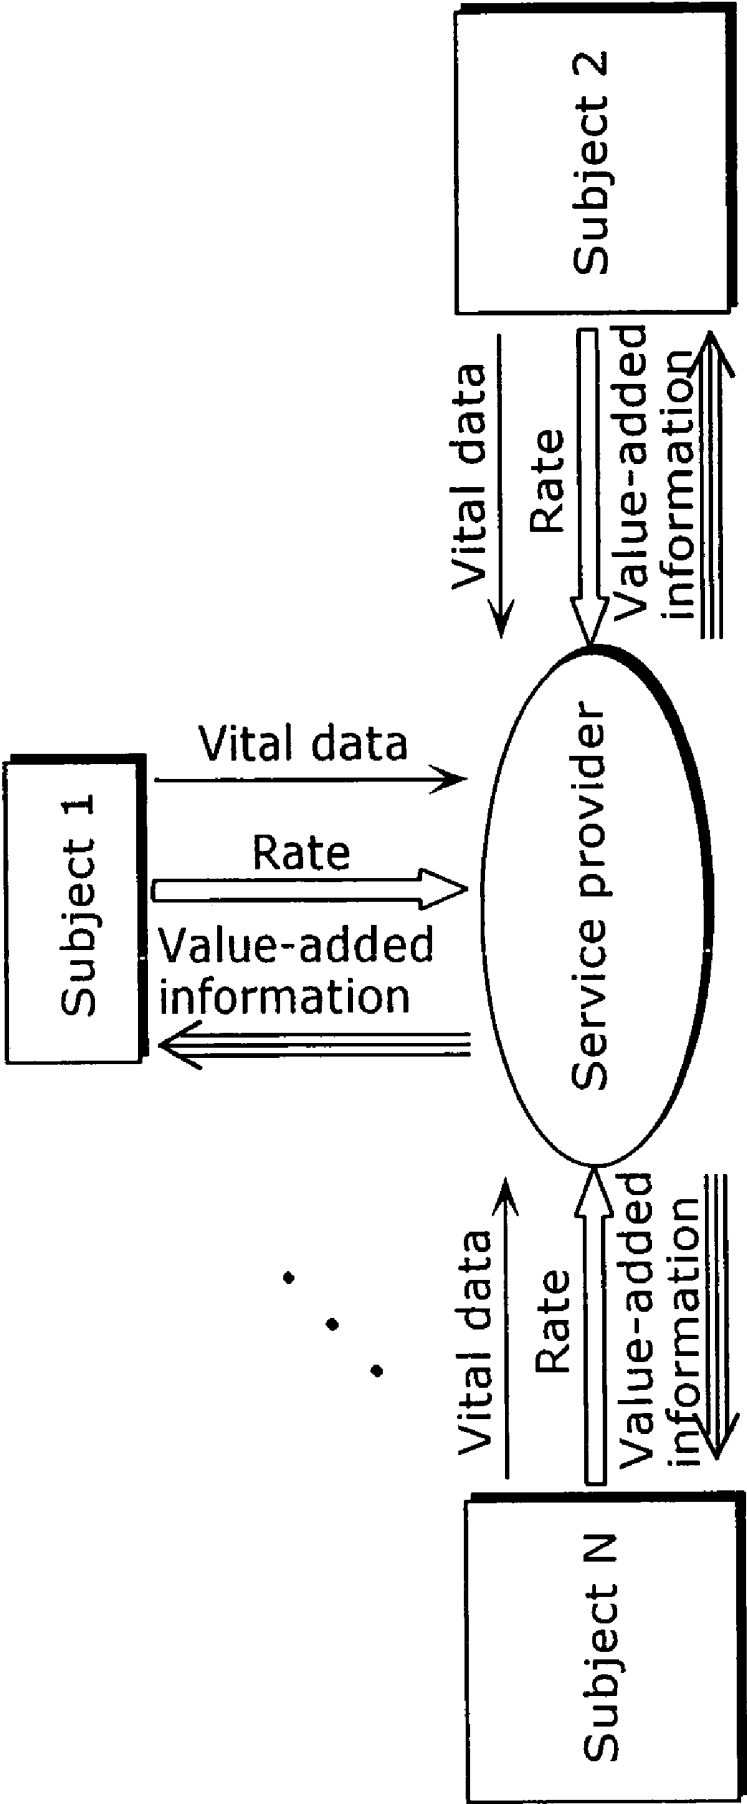 Subject 2
Vital data
Rate
Value-added
information
Subject 1
Vital data
Rate
Value-added
information
Service provider
Vital data
Rate
Value-added
information
Subject N